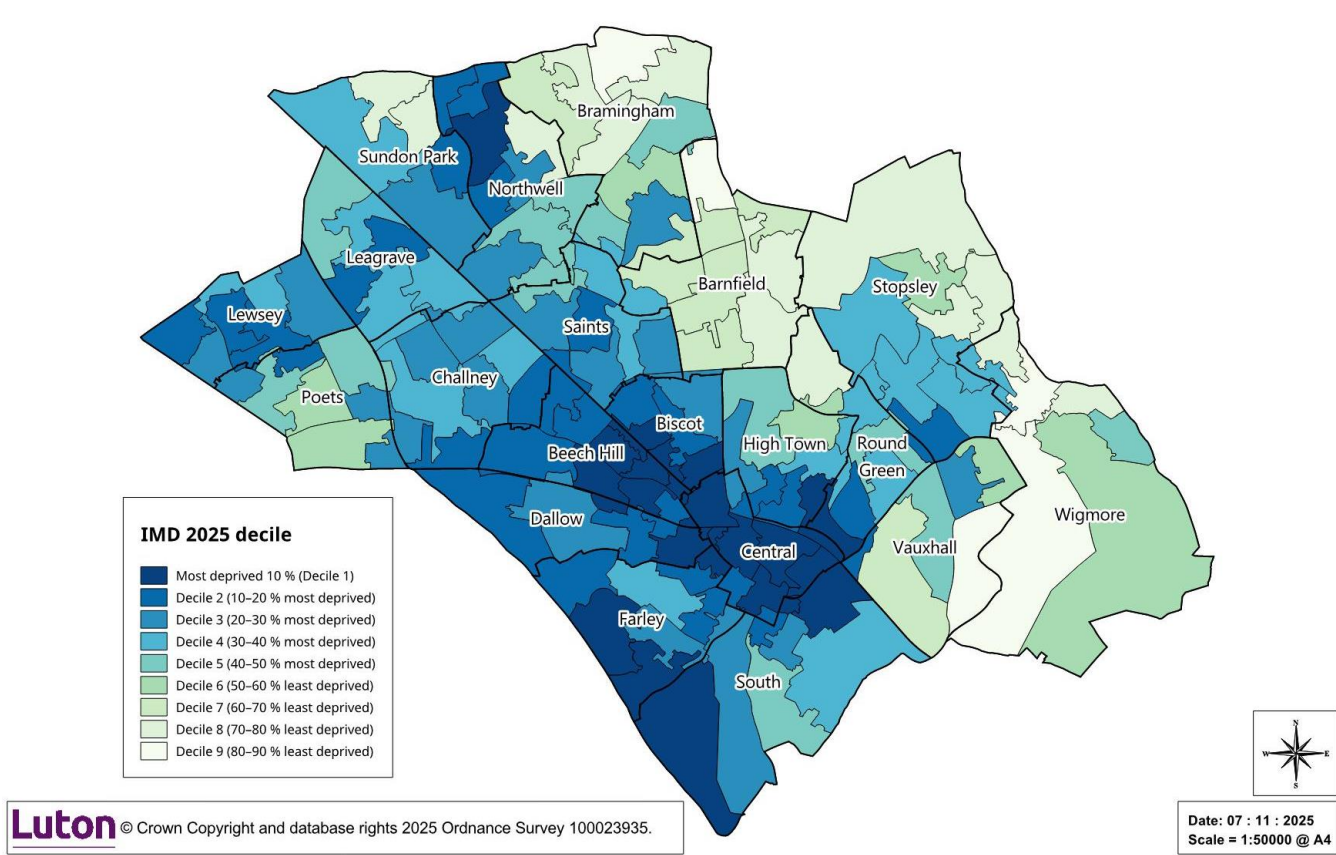 Bramingham
Sundon Park
Northwell
Leagrave
Barnfield
Stopsley
Lewsey
Saints
Challney
Poets
Biscot
Beech Hill
High Town
Round
Green
Dallow
Central
Vauxhall
Wigmore
Farley
South
IMD 2025 decile
Most deprived 10 % (Decile 1)
Decile 2 (10–20 % most deprived)
Decile 3 (20–30 % most deprived)
Decile 4 (30–40 % most deprived)
Decile 5 (40–50 % most deprived)
Decile 6 (50–60 % least deprived)
Decile 7 (60–70 % least deprived)
Decile 8 (70–80 % least deprived)
Decile 9 (80–90 % least deprived)
N
W E
S
Luton © Crown Copyright and database rights 2025 Ordnance Survey 100023935.
Date: 07 : 11 : 2025
Scale = 1:50000 @ A4